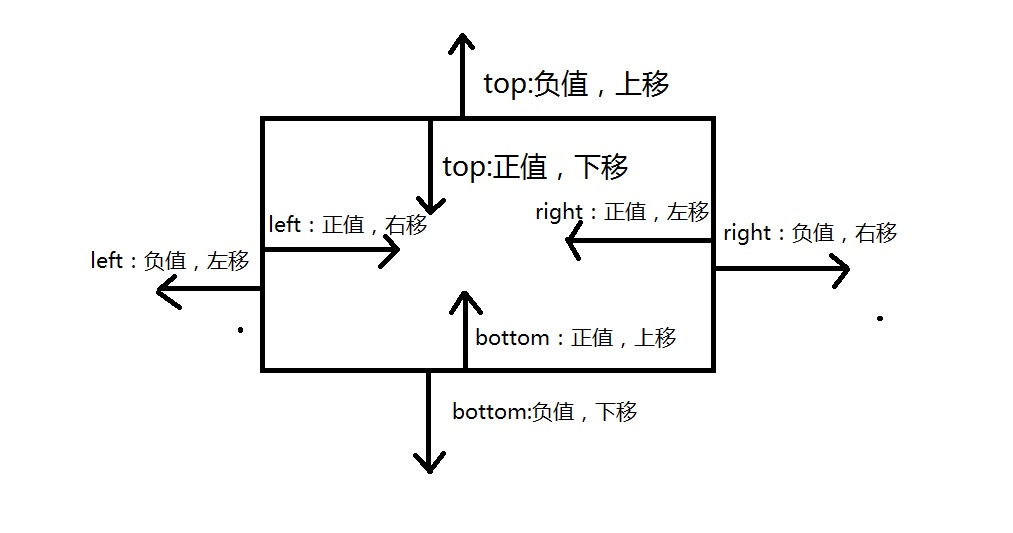 top:负值，上移
top:正值，下移
right：正值，左移
left：正值，右移
right：负值，右移
left：负值，左移
bottom：正值，上移
bottom:负值，下移